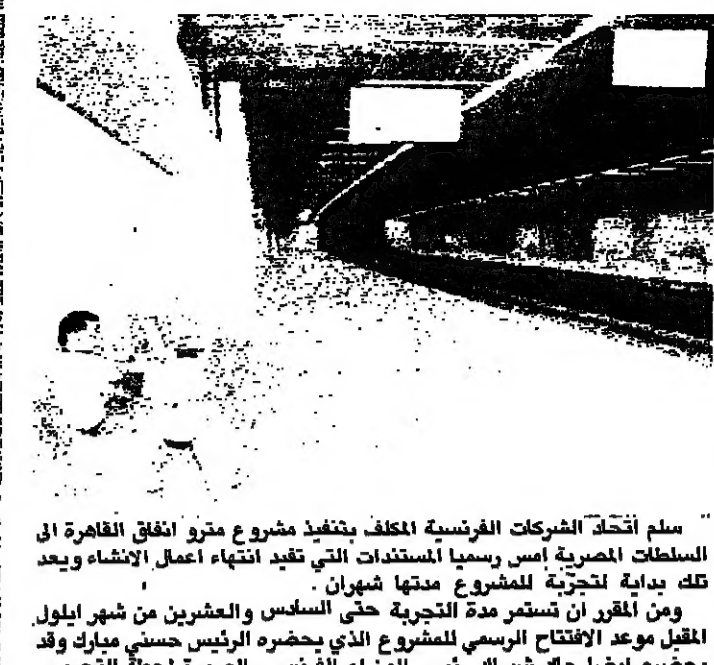 سلم اتحاد الشركات الفرنسية المكلف بتنفيذ مشروع مترو انفاق القاهرة الى
السلطات المصرية امس رسميا المستندات التي تفيد انتهاء اعمال الانشاء ويعد
تلك بداية لتجربة للمشروع مدتها شهران .
ومن المقرر ان تستمر مدة التجربة حتى السادس والعشرين من شهر ايلول
المقبل موعد الافتتاح الرسمي للمشروع الذي يحضره الرئيس حسني مبارك وقد